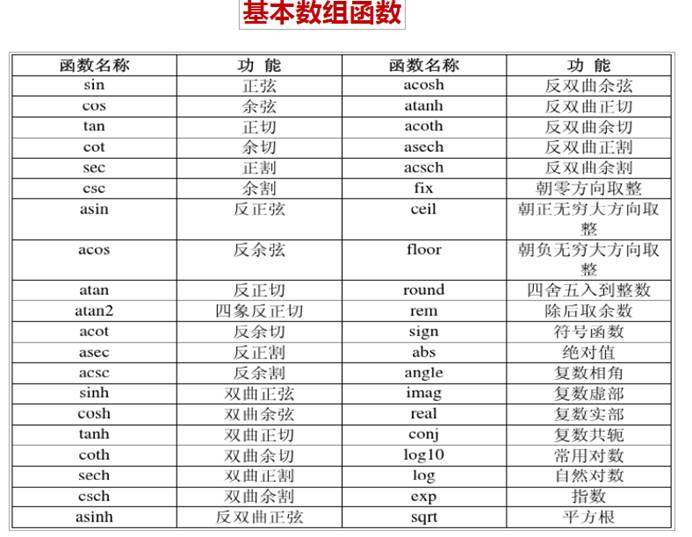 基本数组函数
函数名称 功 能 函数名称 功 能
sin 正弦 acosh 反双曲余弦
cos 余弦 atanh 反双曲正切
tan 正切 acoth 反双曲余切
cot 余切 asech 反双曲正割
sec 正割 acsch 反双曲余割
csc 余割 fix 朝零方向取整
asin 反正弦 ceil 朝正无穷大方向取
整
acos 反余弦 floor 朝负无穷大方向取
整
atan 反正切 round 四舍五入到整数
atan2 四象反正切 rem 除后取余数
acot 反余切 sign 符号函数
asec 反正割 abs 绝对值
acsc 反余割 angle 复数相角
sinh 双曲正弦 imag 复数虚部
cosh 双曲余弦 real 复数实部
tanh 双曲正切 conj 复数共轭
coth 双曲余切 log10 常用对数
sech 双曲正割 log 自然对数
csch 双曲余割 exp 指数
asinh 反双曲正弦 sqrt 平方根